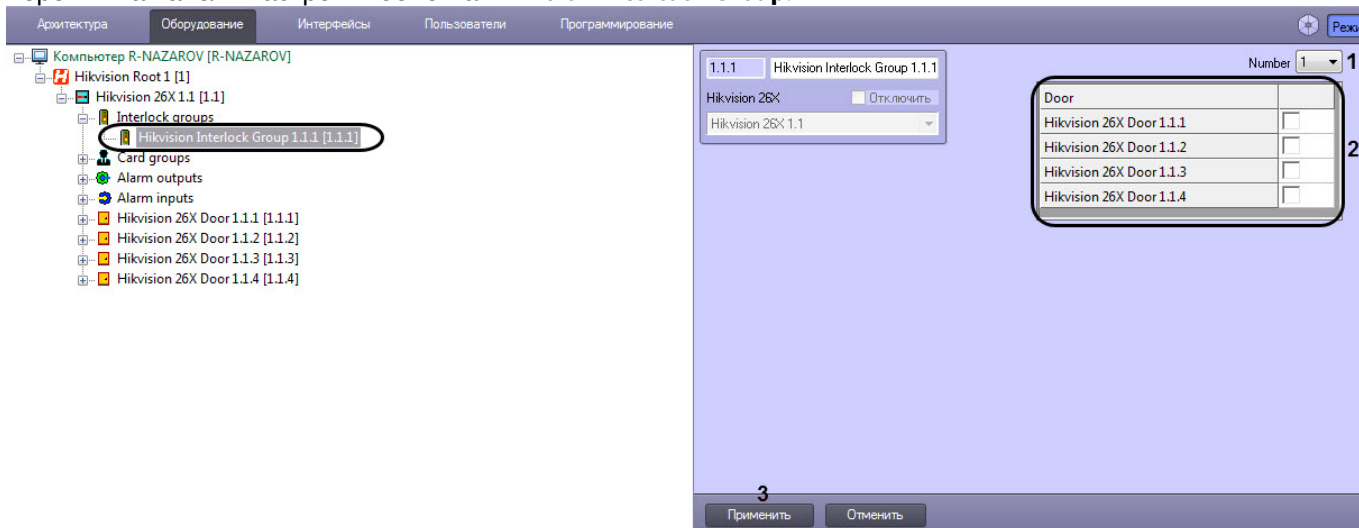 Архитектура Оборудование Интерфейсы Пользователи Программирование
Компьютер R-NAZAROV [R-NAZAROV]
Hikvision Root 1 [1]
Hikvision 26X 1.1 [1.1]
Interlock groups
Hikvision Interlock Group 1.1.1 [1.1.1]
Card groups
Alarm outputs
Alarm inputs
Hikvision 26X Door 1.1.1 [1.1.1]
Hikvision 26X Door 1.1.2 [1.1.2]
Hikvision 26X Door 1.1.3 [1.1.3]
Hikvision 26X Door 1.1.4 [1.1.4]
1.1.1 Hikvision Interlock Group 1.1.1
Hikvision 26X Отключить
Hikvision 26X 1.1
Number 1 1
Door
Hikvision 26X Door 1.1.1
Hikvision 26X Door 1.1.2
2
Hikvision 26X Door 1.1.3
Hikvision 26X Door 1.1.4
3
Применить Отменить